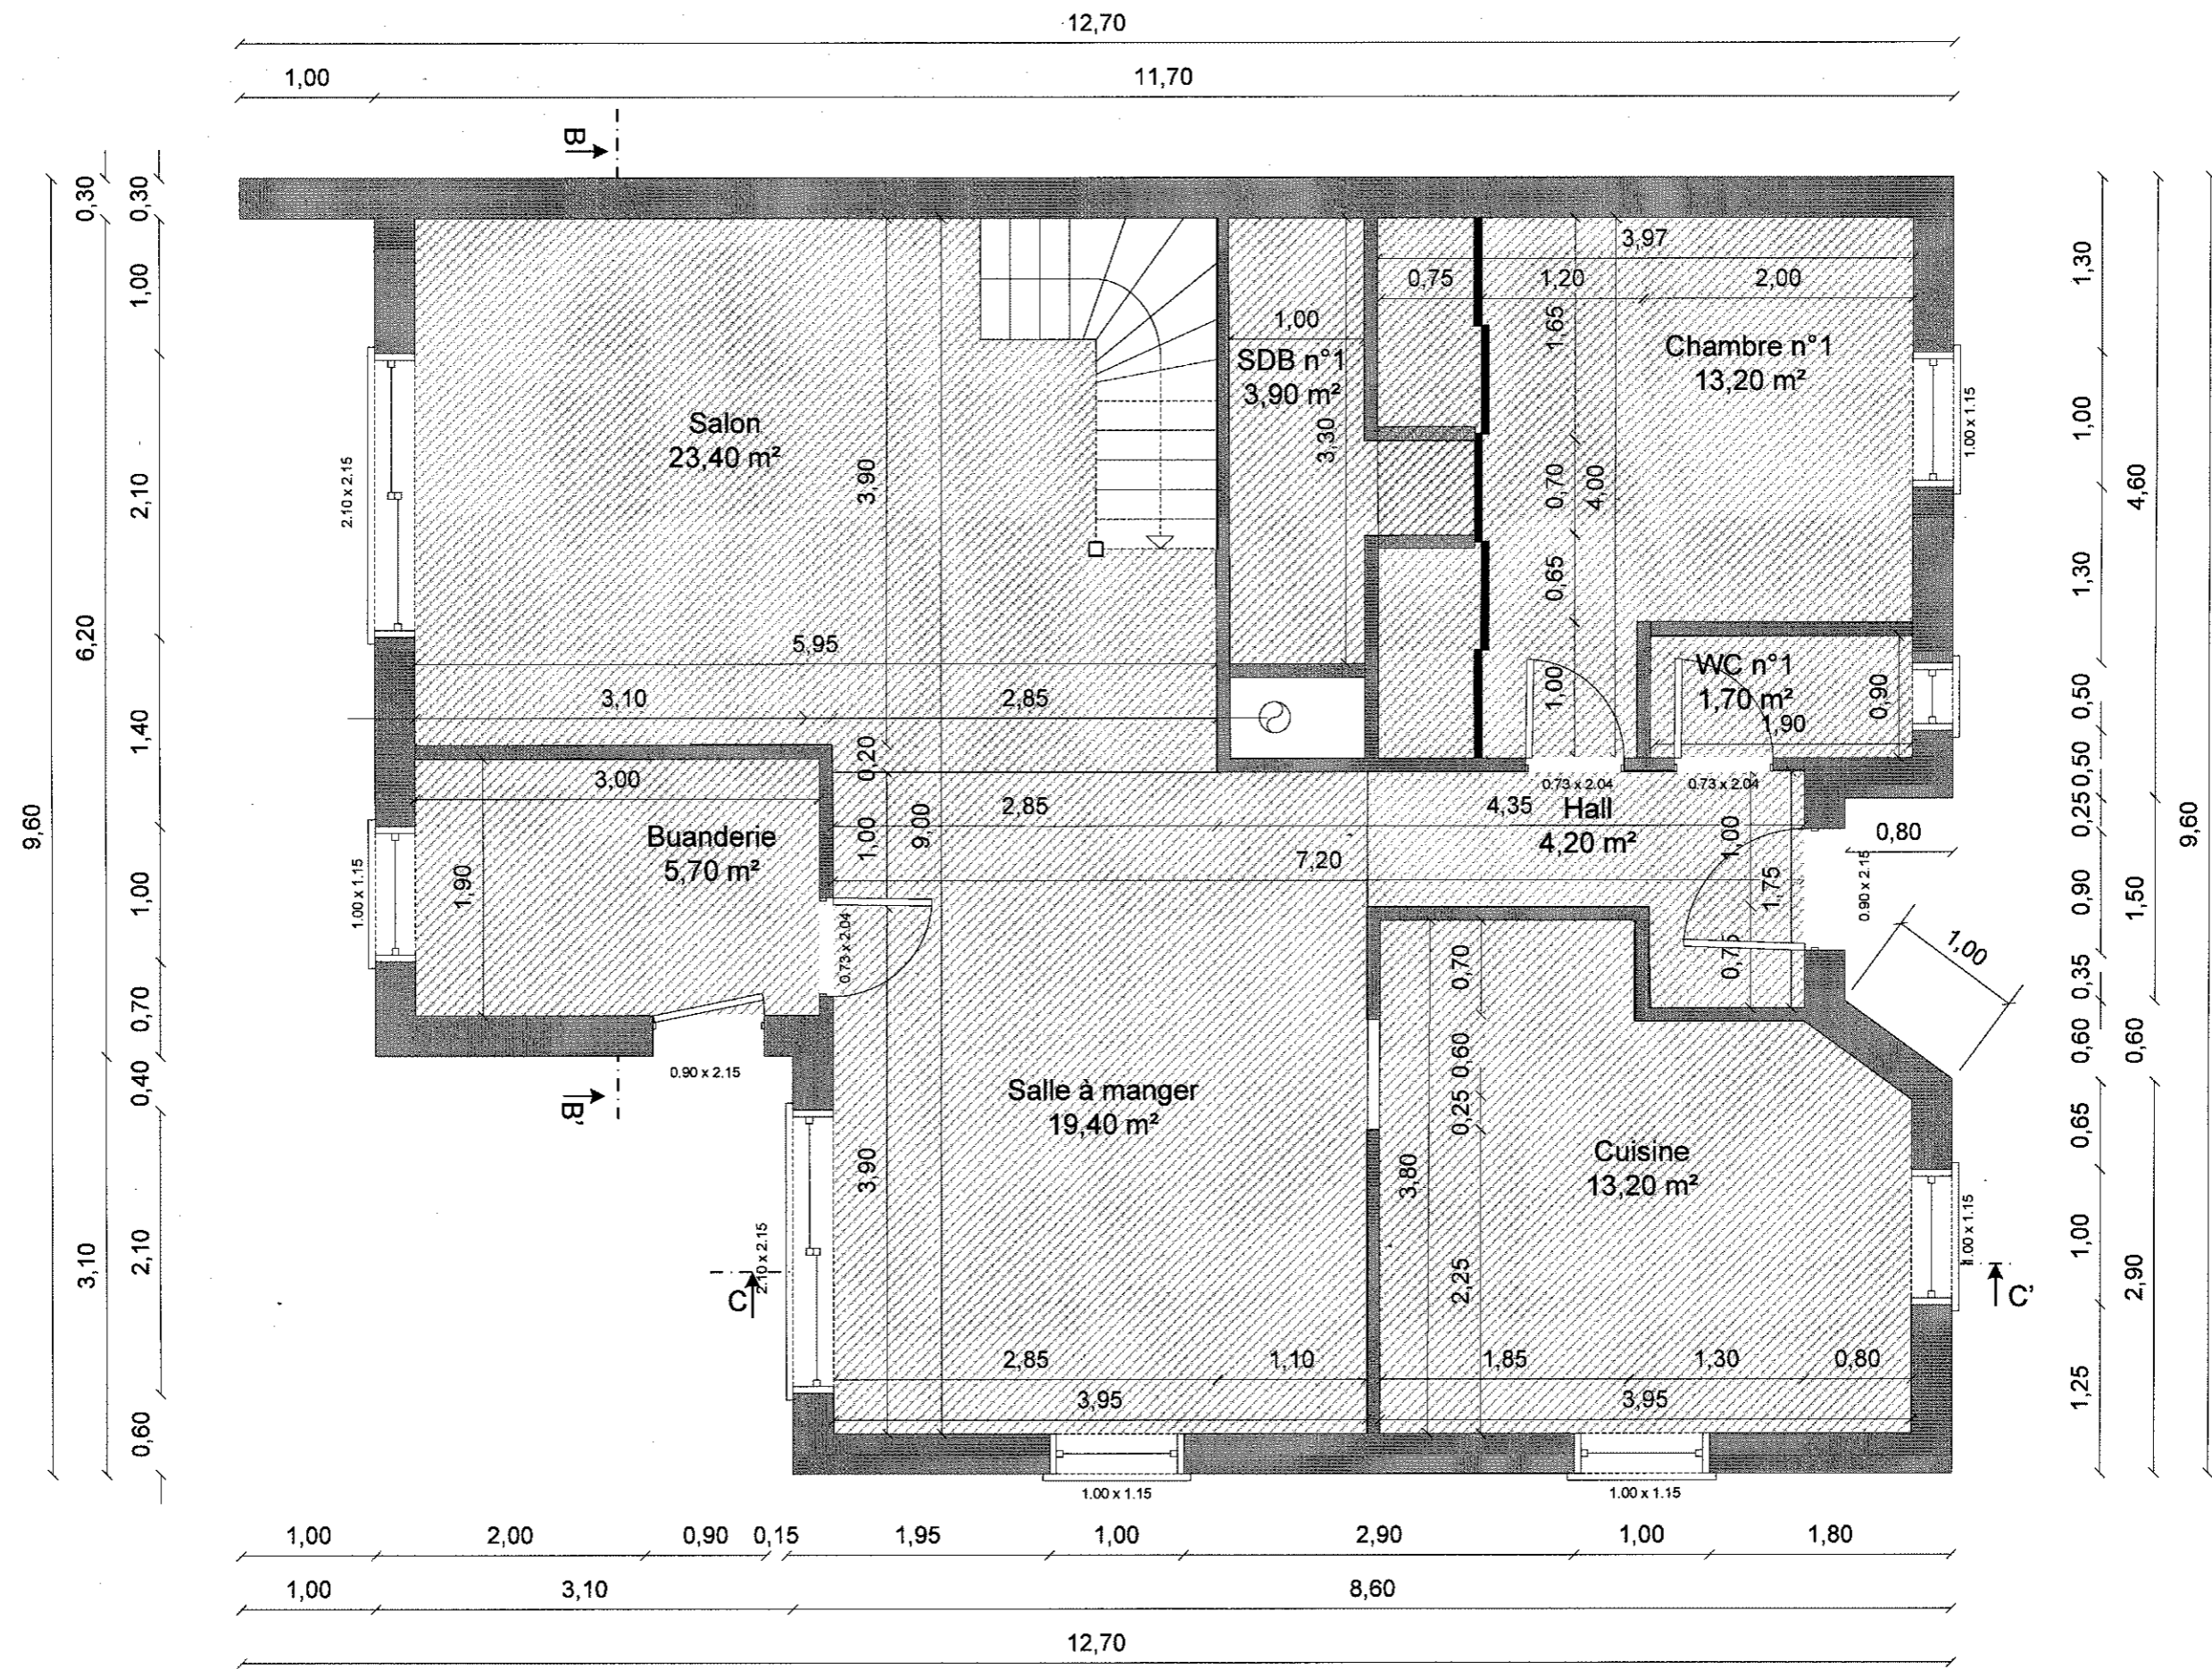 12,70
1,00 11,70
B
0,30 0,30
1,00
2,10
6,20
1,40
9,60
1,00
0,70
0,40
3,10
2,10
0,60
2.10 x 2.15
1.00 x 1.15
Salon
23,40 m²
3,90
5,95
3,10 2,85
0,20
3,00
Buanderie
5,70 m²
1,90
0.73 x 2.04
0.90 x 2.15
B'
1,00
9,00
2,85
4,35
7,20
1,00
SDB n°1
3,90 m²
3,30
3,97
0,75 1,20 2,00
1,65
Chambre n°1
13,20 m²
0,70
4,00
0,65
1,00
WC n°1
1,70 m²
1,90
0,90
0.73 x 2.04
0.73 x 2.04
Hall
4,20 m²
1,00
1,75
0,75
0,80
0.90 x 2.15
1,00
Salle à manger
19,40 m²
3,90
2.10 x 2.15
C
2,85 1,10
3,95
0,70
0,60
0,25
3,80
2,25
Cuisine
13,20 m²
1,85 1,30 0,80
3,95
1.00 x 1.15
1.00 x 1.15
1.00 x 1.15
1.00 x 1.15
C'
1,30
1,00
4,60
1,30
0,50
0,50
0,25
0,90
1,50
0,35
0,60
0,60
0,65
1,00
2,90
1,25
9,60
1,00 2,00 0,90 0,15 1,95 1,00 2,90 1,00 1,80
1,00 3,10 8,60
12,70